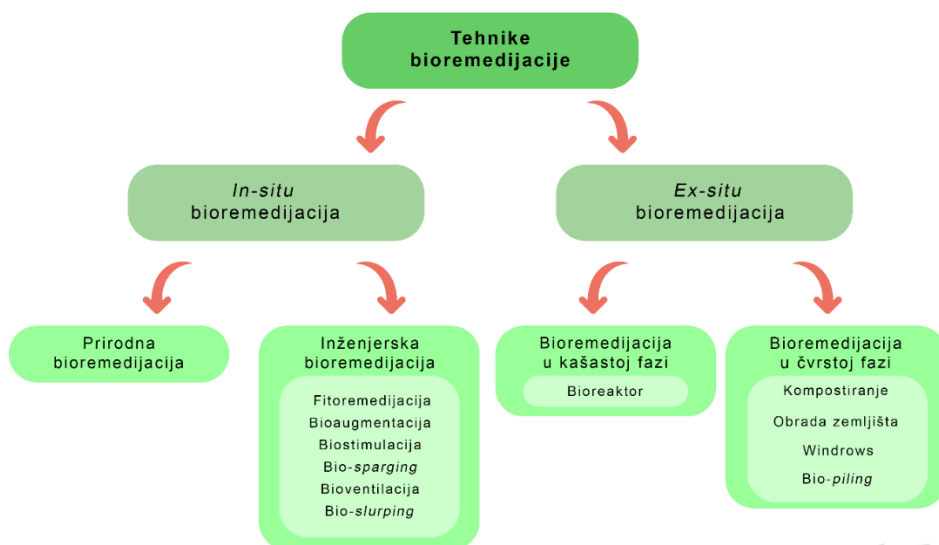 Tehnike
bioremedijacije
In-situ
bioremedijacija
Ex-situ
bioremedijacija
Prirodna
bioremedijacija
Inženjerska
bioremedijacija
Fitoremedijacija
Bioaugmentacija
Biostimulacija
Bio-sparging
Bioventilacija
Bio-slurping
Bioremedijacija
u kašastoj fazi
Bioreaktor
Bioremedijacija
u čvrstoj fazi
Kompostiranje
Obrada zemljišta
Windrows
Bio-piling